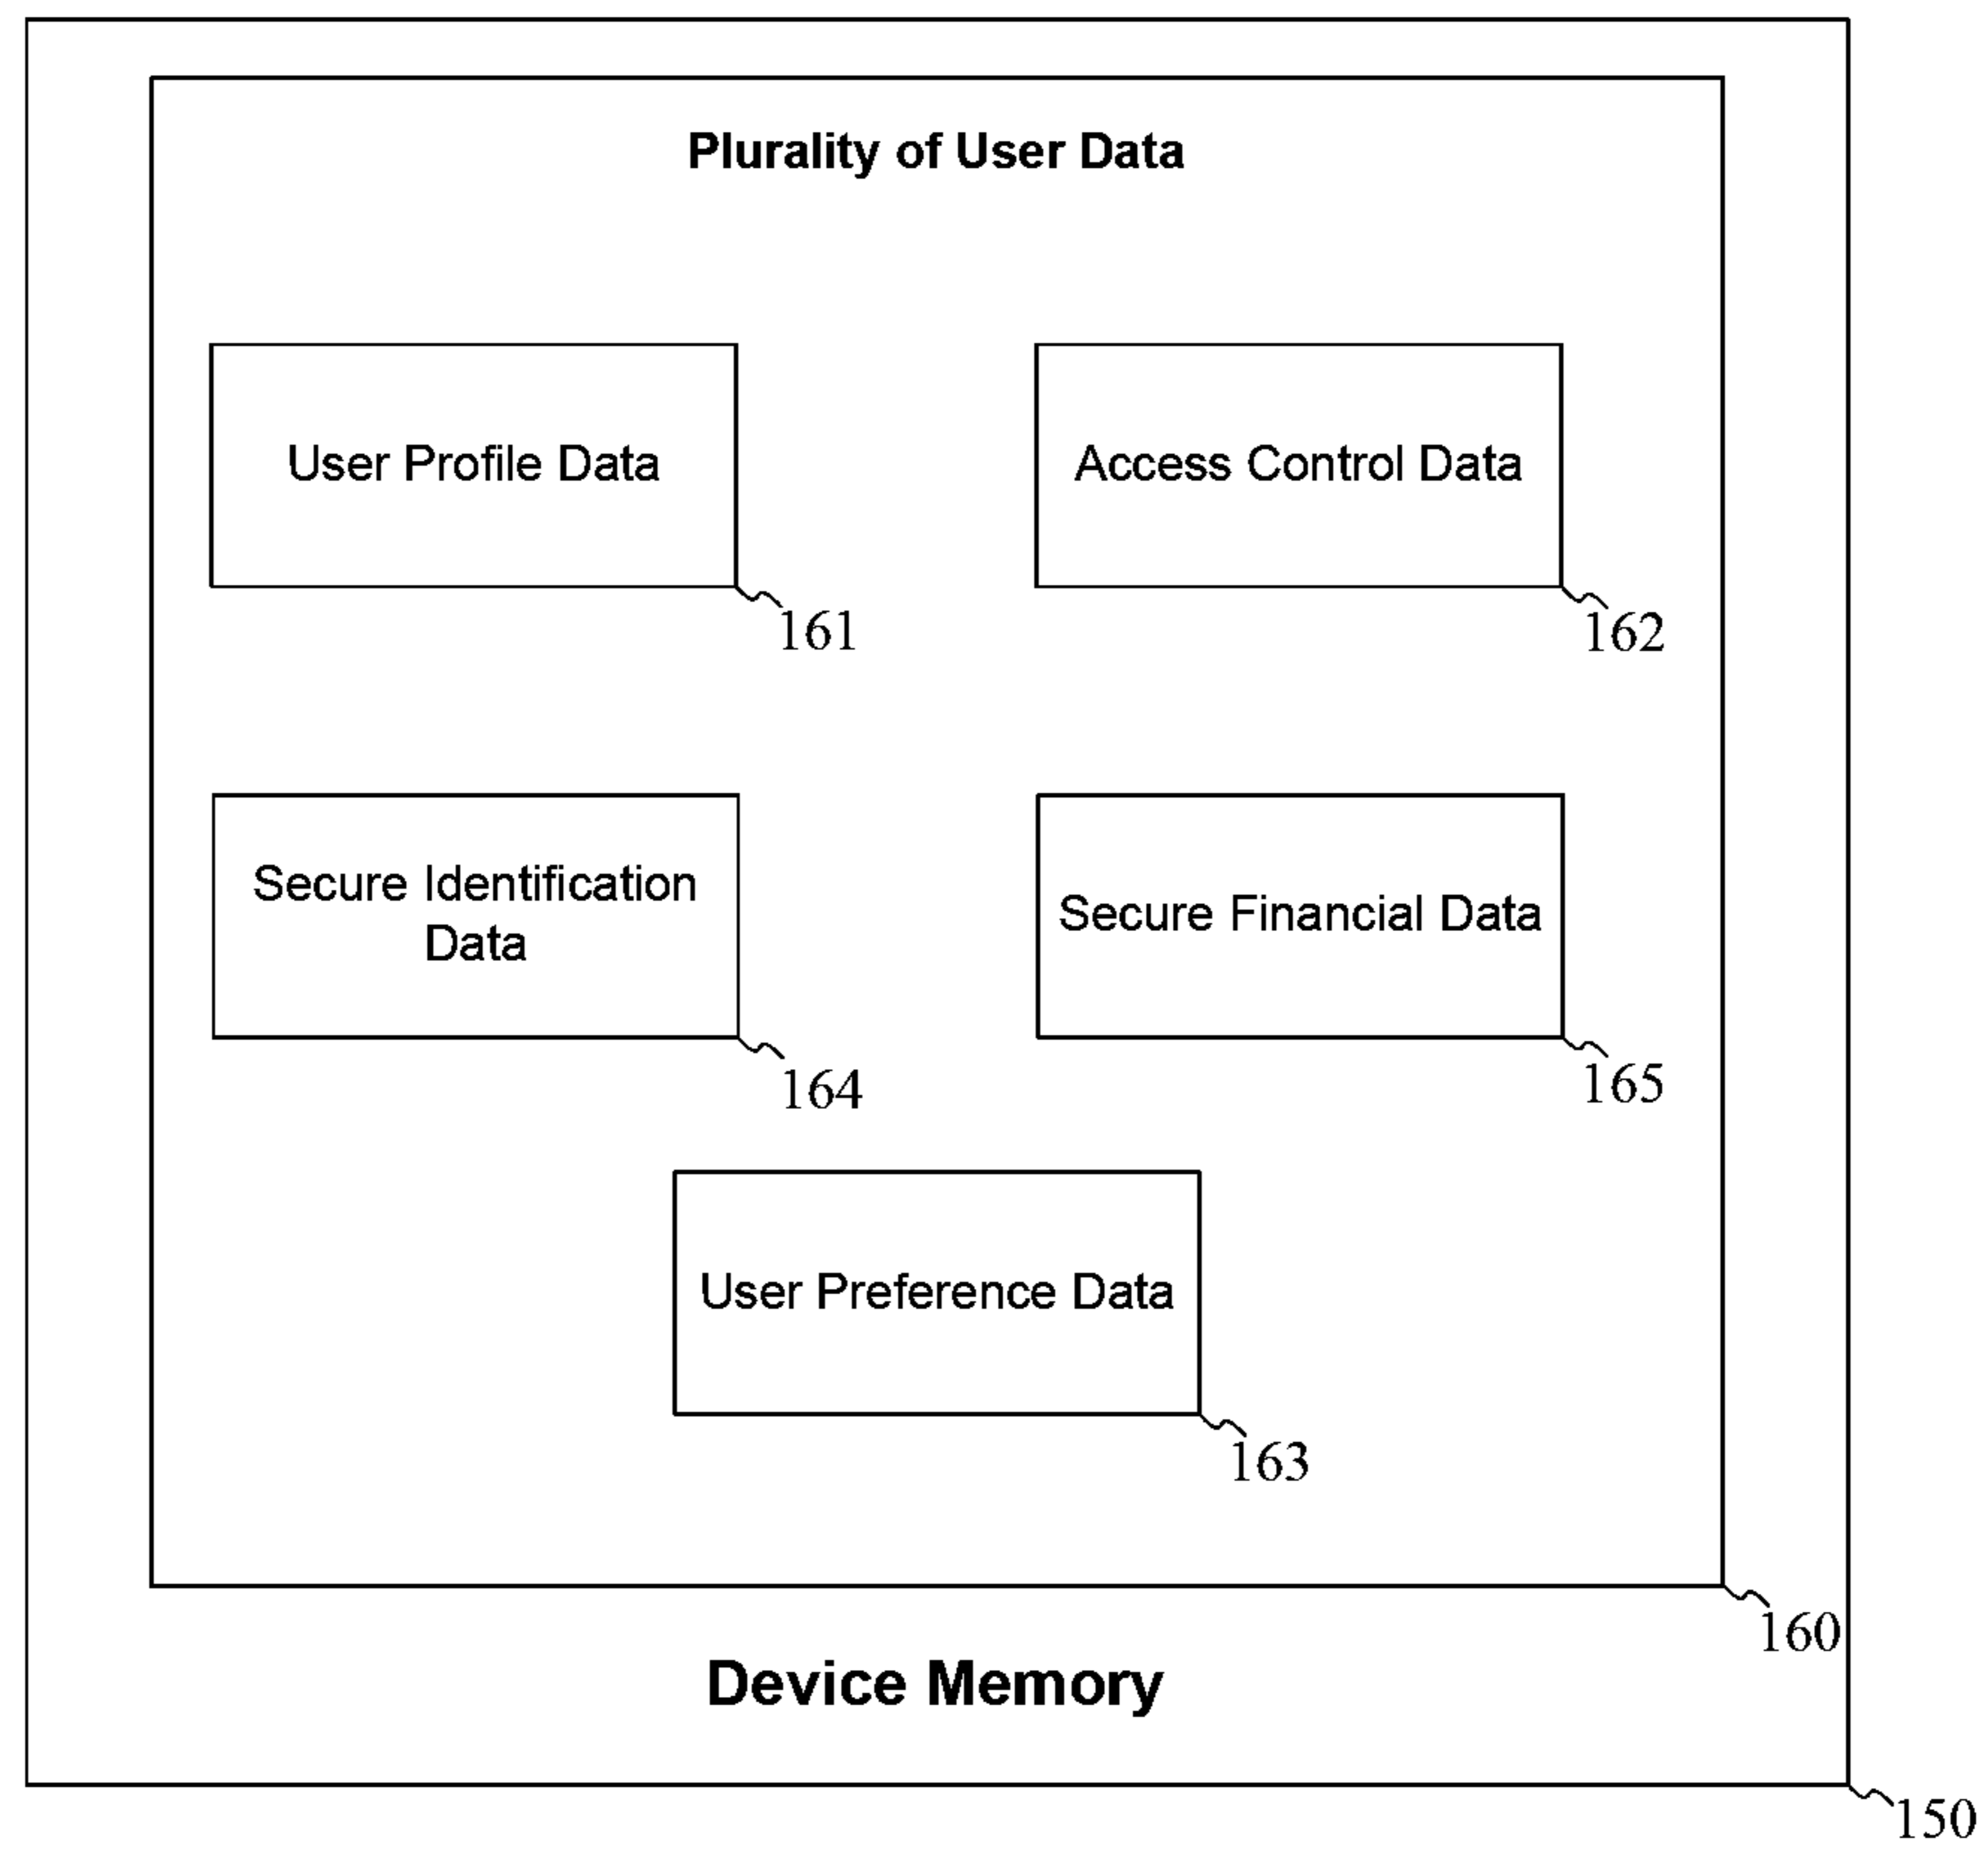 Plurality of User Data
User Profile Data
Access Control Data
161
162
Secure Identification
Data
Secure Financial Data
164
165
User Preference Data
163
160
Device Memory
150